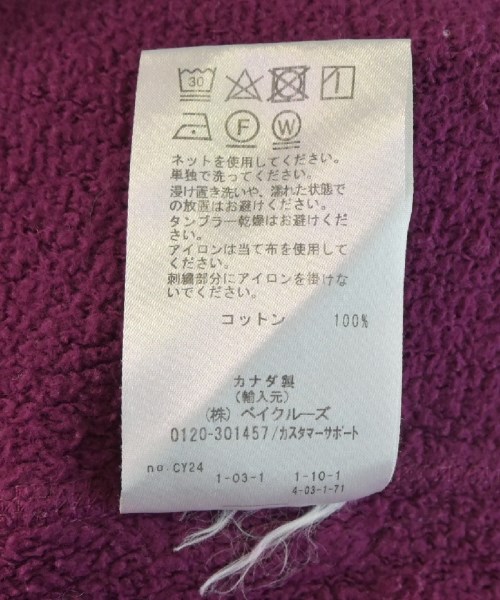 30
F W
ネットを使用してください。
単独で洗ってください。
浸け置き洗いや、濡れた状態で
の放置はお避けください。
タンブラー乾燥はお避けくだ
さい。
アイロンは当て布を使用して
ください。
刺繍部分にアイロンを掛けな
いでください。
コットン 100%
カナダ製
(輸入元)
(株) ベイクルーズ
0120-301457/カスタマーサポート
no.CY24 1-03-1 1-10-1
4-03-1-71